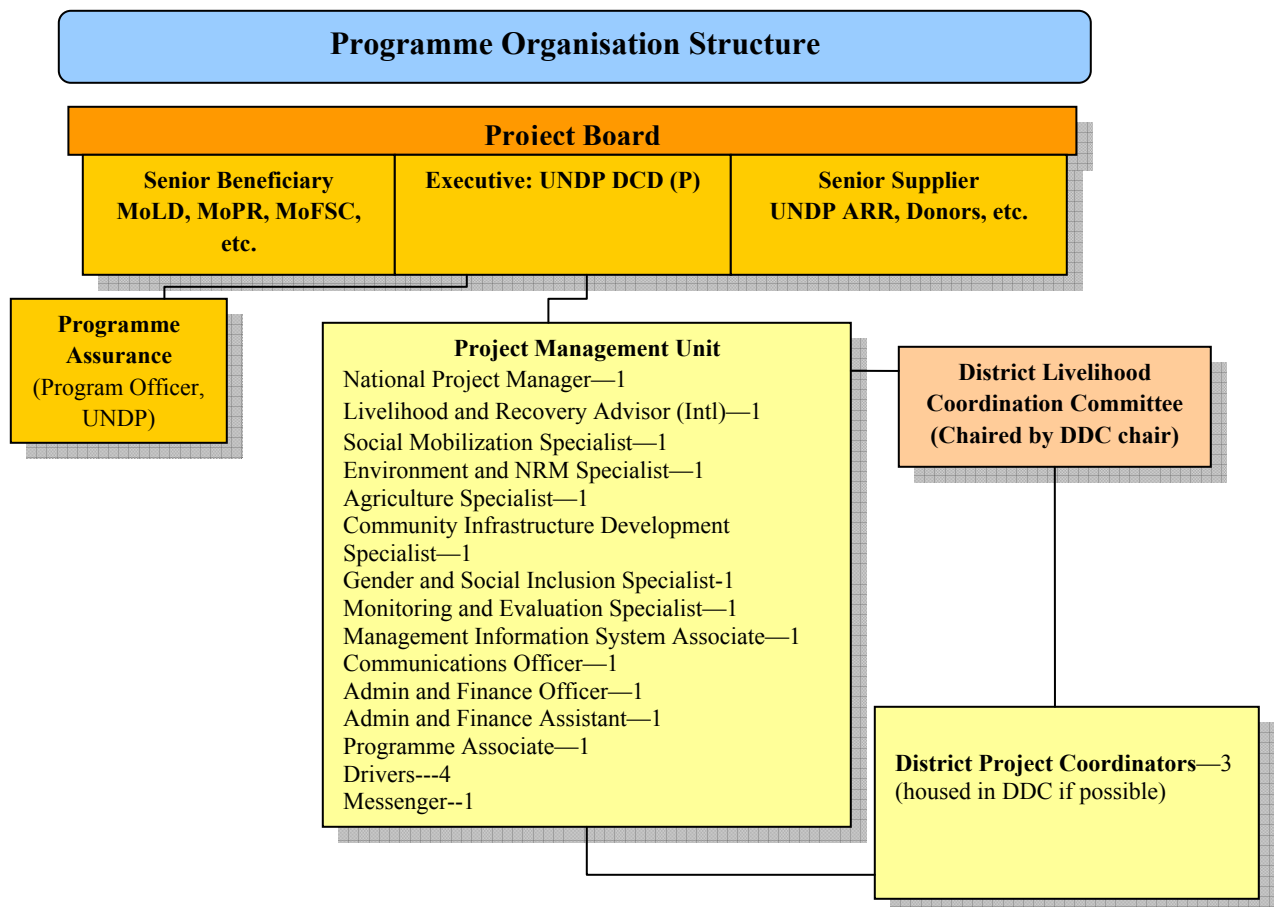 Programme Organisation Structure
Project Board
Senior Beneficiary
MoLD, MoPR, MoFSC,
etc.
Executive: UNDP DCD (P)
Senior Supplier
UNDP ARR, Donors, etc.
Programme
Assurance
(Program Officer,
UNDP)
Project Management Unit
National Project Manager—1
Livelihood and Recovery Advisor (Intl)—1
Social Mobilization Specialist—1
Environment and NRM Specialist—1
Agriculture Specialist—1
Community Infrastructure Development
Specialist—1
Gender and Social Inclusion Specialist-1
Monitoring and Evaluation Specialist—1
Management Information System Associate—1
Communications Officer—1
Admin and Finance Officer—1
Admin and Finance Assistant—1
Programme Associate—1
Drivers---4
Messenger--1
District Livelihood
Coordination Committee
(Chaired by DDC chair)
District Project Coordinators—3
(housed in DDC if possible)